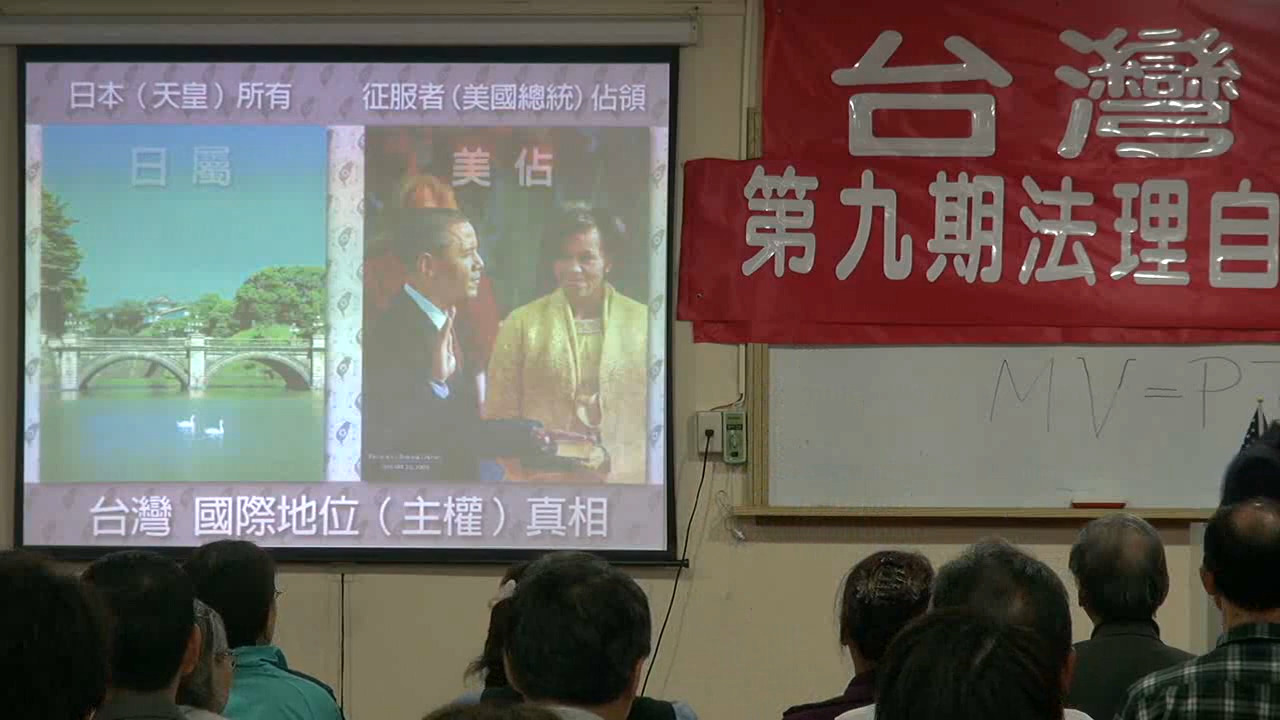 日本（天皇）所有
征服者（美國總統）佔領
日屬
美佔
台灣 國際地位（主權）真相
台灣
第九期法理自
MV=P